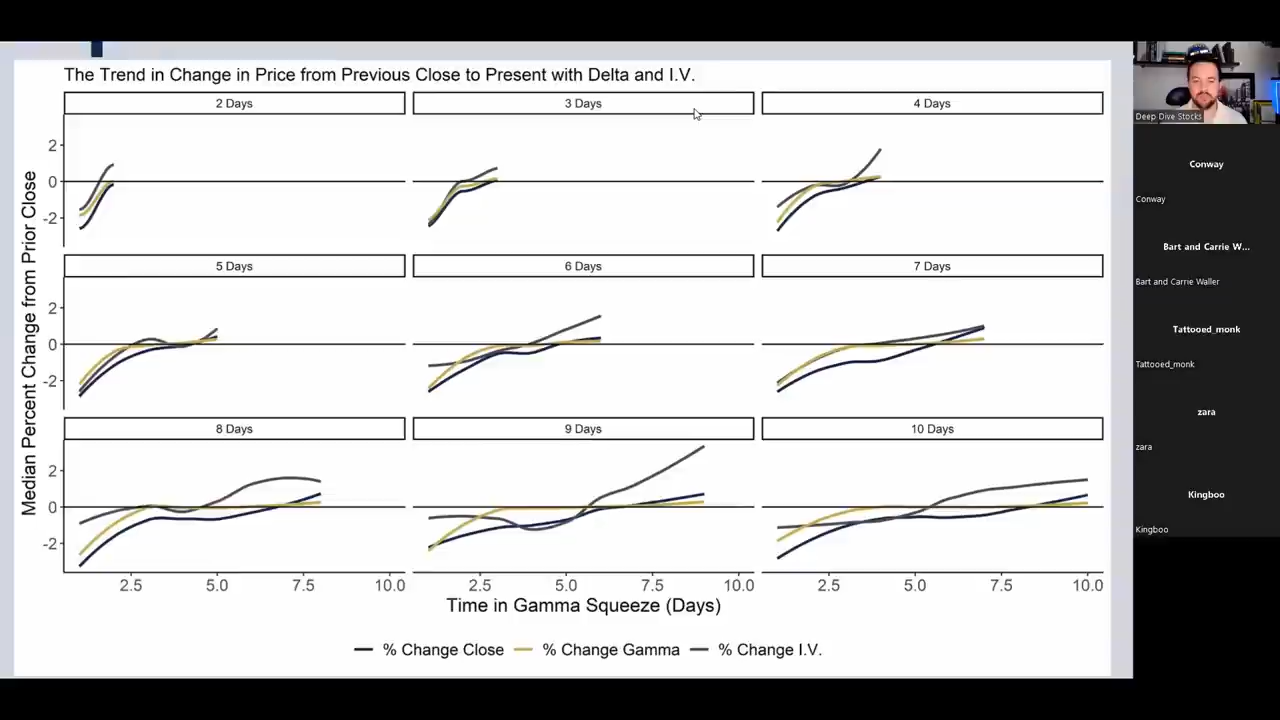 The Trend in Change in Price from Previous Close to Present with Delta and I.V.
2 Days
3 Days
4 Days
2
0
-2
5 Days
6 Days
7 Days
2
0
-2
8 Days
9 Days
10 Days
2
0
-2
Median Percent Change from Prior Close
2.5
5.0
7.5
10.0
2.5
5.0
7.5
10.0
2.5
5.0
7.5
10.0
Time in Gamma Squeeze (Days)
% Change Close
% Change Gamma
% Change I.V.
Deep Dive Stocks
Conway
Conway
Bart and Carrie W...
Bart and Carrie Waller
Tattooed_monk
Tattooed_monk
zara
zara
Kingboo
Kingboo